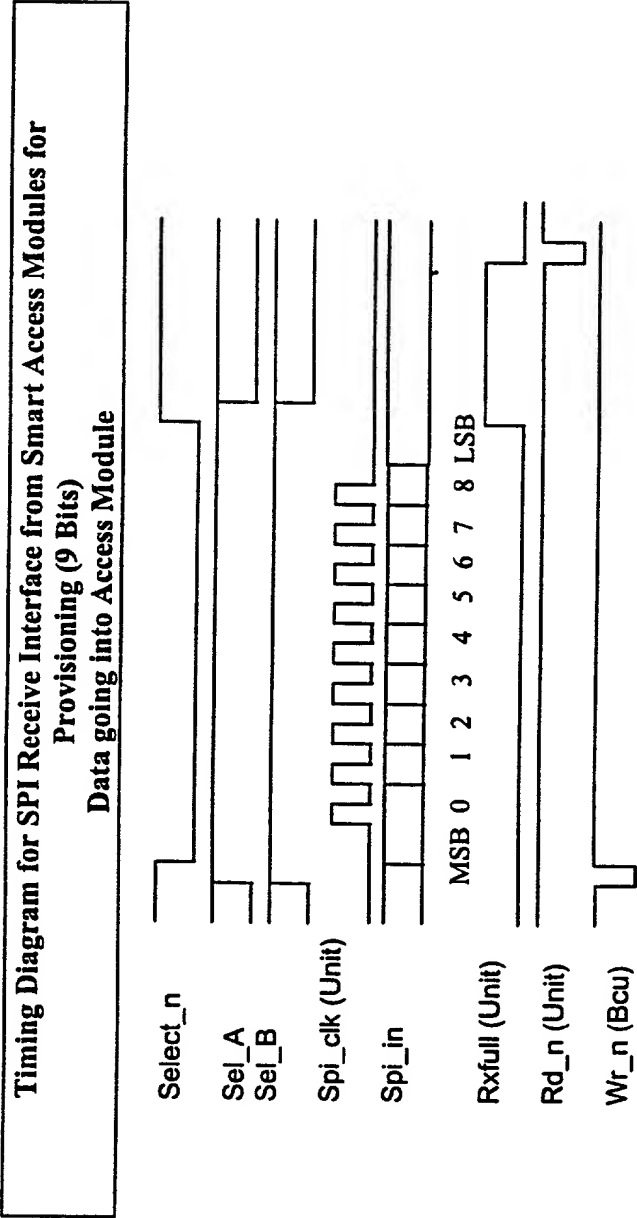 Timing Diagram for SPI Receive Interface from Smart Access Modules for
Provisioning (9 Bits)
Data going into Access Module
Select_n
Sel_A
Sel_B
Spi_clk (Unit)
Spi_in
MSB 0 1 2 3 4 5 6 7 8 LSB
Rxfull (Unit)
Rd_n (Unit)
Wr_n (Bcu)